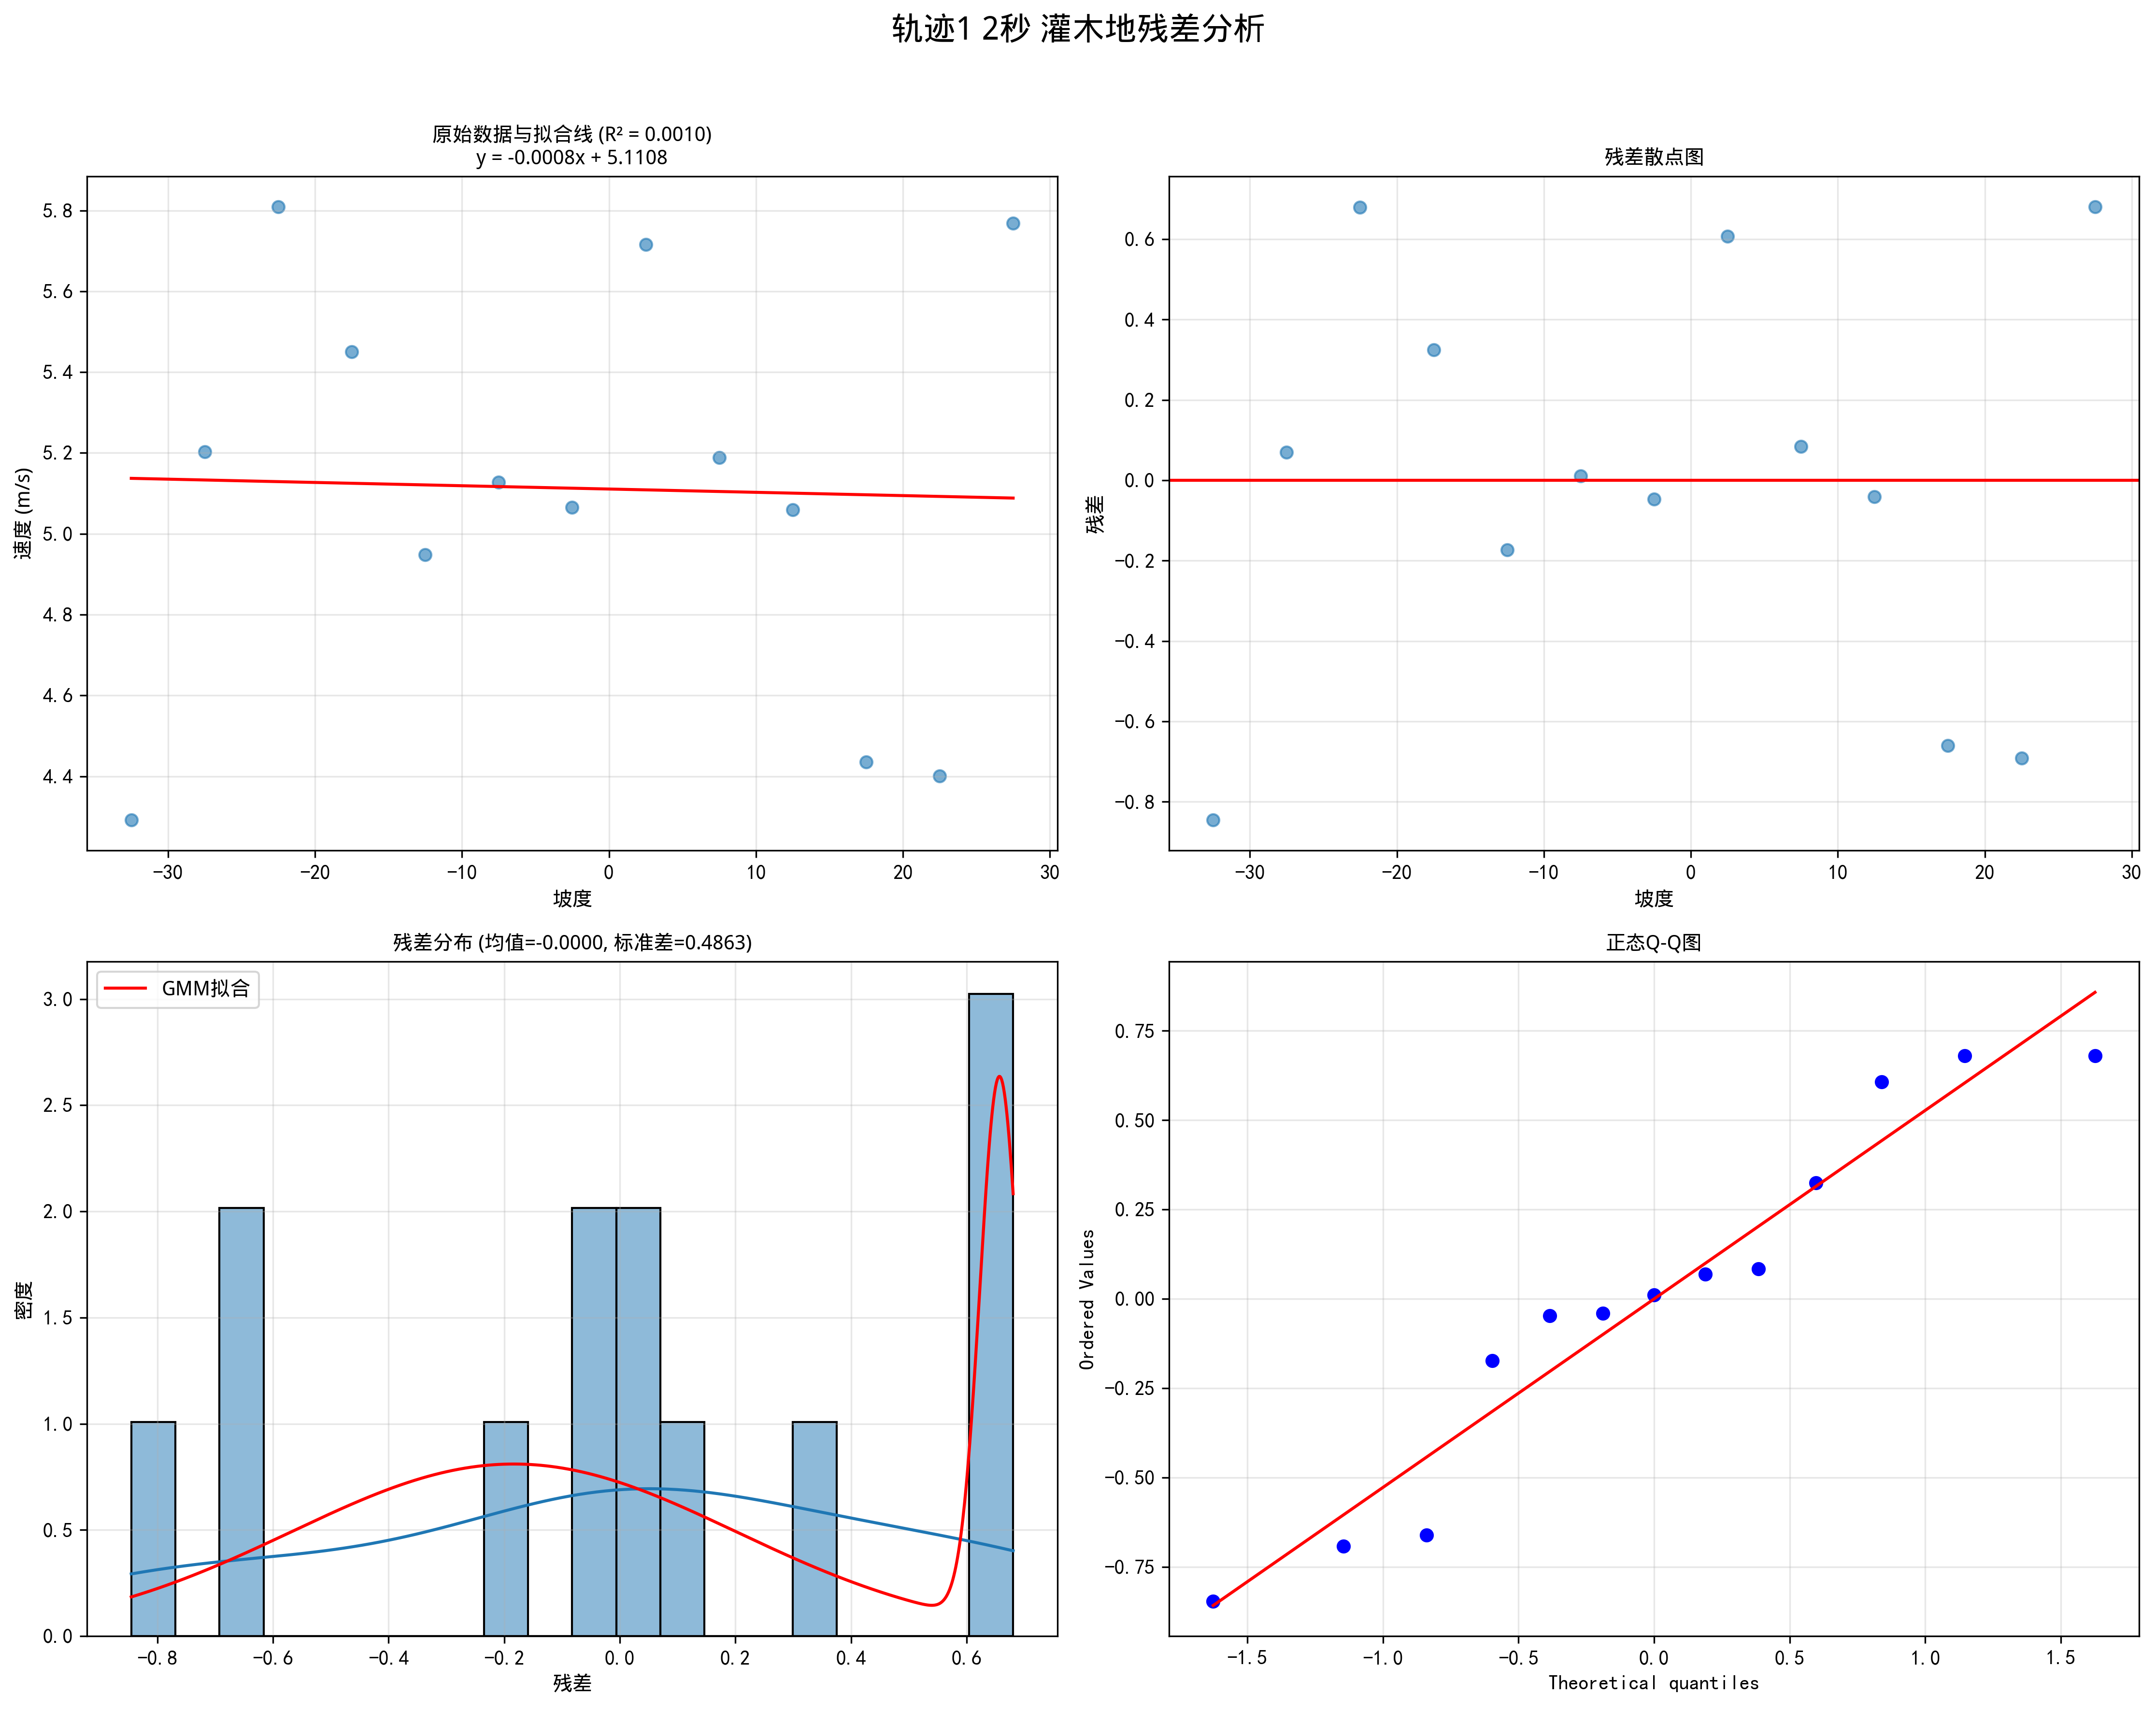 轨迹1 2秒 灌木地残差分析
原始数据与拟合线 (R² = 0.0010)
y = -0.0008x + 5.1108
速度 (m/s)
5.8
5.6
5.4
5.2
5.0
4.8
4.6
4.4
−30 −20 −10 0 10 20 30
坡度
残差散点图
残差
0.6
0.4
0.2
0.0
−0.2
−0.4
−0.6
−0.8
−30 −20 −10 0 10 20 30
坡度
残差分布 (均值=-0.0000, 标准差=0.4863)
GMM拟合
密度
3.0
2.5
2.0
1.5
1.0
0.5
0.0
−0.8 −0.6 −0.4 −0.2 0.0 0.2 0.4 0.6
残差
正态Q-Q图
Ordered Values
0.75
0.50
0.25
0.00
−0.25
−0.50
−0.75
−1.5 −1.0 −0.5 0.0 0.5 1.0 1.5
Theoretical quantiles